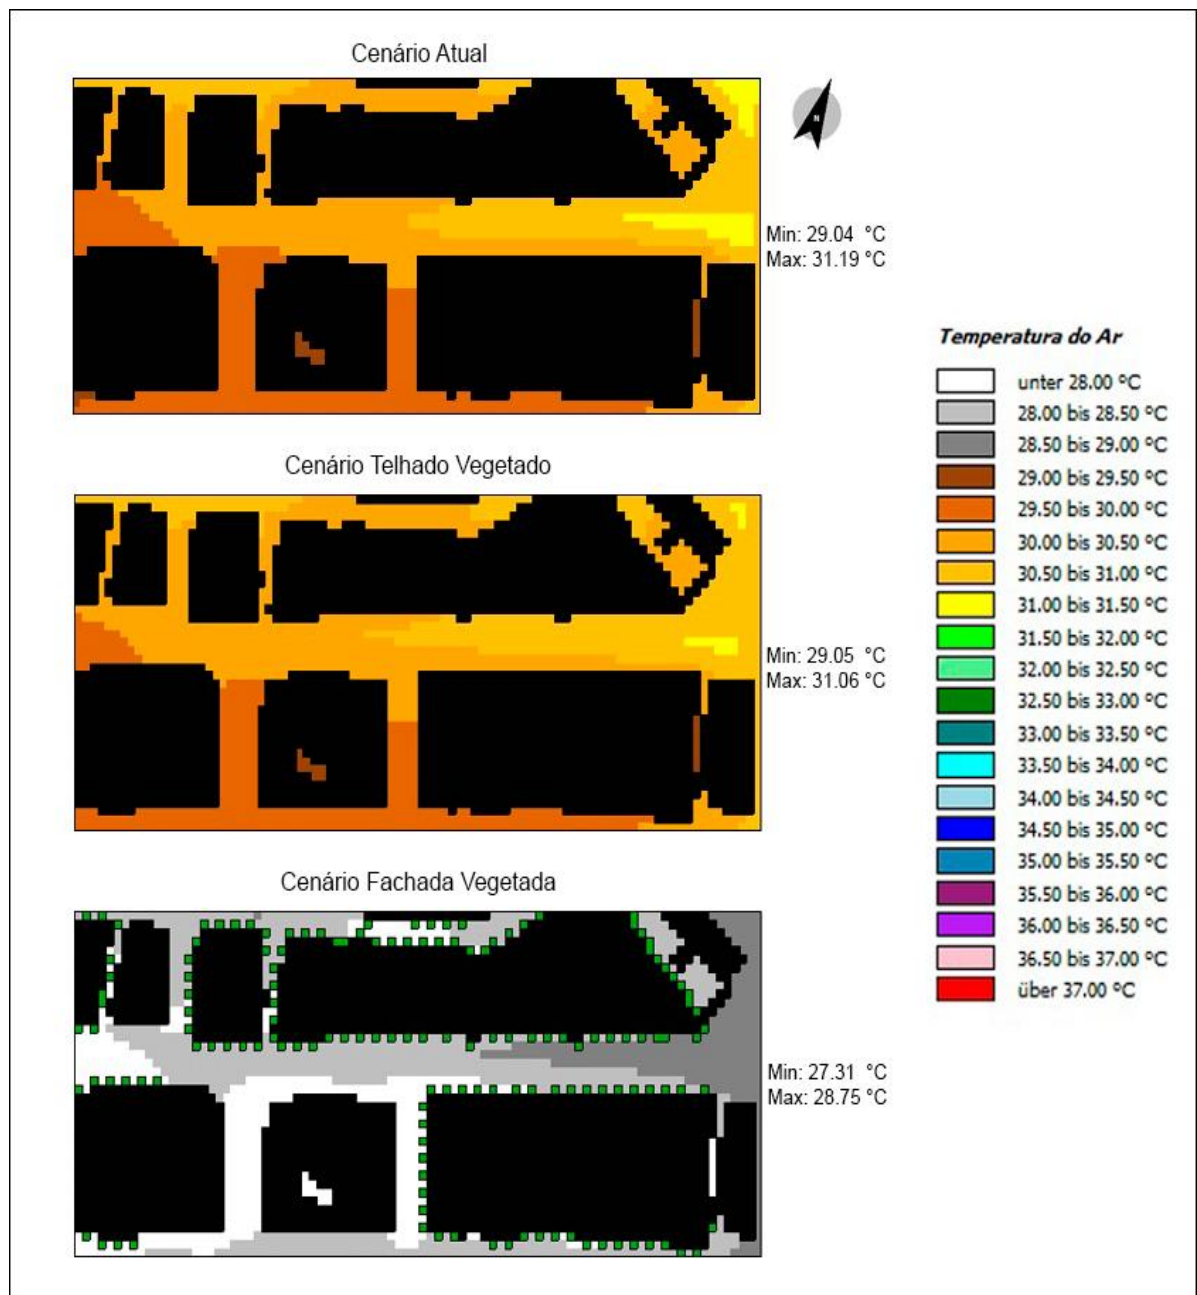 Cenário Atual
N
Min: 29.04 °C
Max: 31.19 °C
Cenário Telhado Vegetado
Min: 29.05 °C
Max: 31.06 °C
Cenário Fachada Vegetada
Min: 27.31 °C
Max: 28.75 °C
Temperatura do Ar
unter 28.00 °C
28.00 bis 28.50 °C
28.50 bis 29.00 °C
29.00 bis 29.50 °C
29.50 bis 30.00 °C
30.00 bis 30.50 °C
30.50 bis 31.00 °C
31.00 bis 31.50 °C
31.50 bis 32.00 °C
32.00 bis 32.50 °C
32.50 bis 33.00 °C
33.00 bis 33.50 °C
33.50 bis 34.00 °C
34.00 bis 34.50 °C
34.50 bis 35.00 °C
35.00 bis 35.50 °C
35.50 bis 36.00 °C
36.00 bis 36.50 °C
36.50 bis 37.00 °C
über 37.00 °C